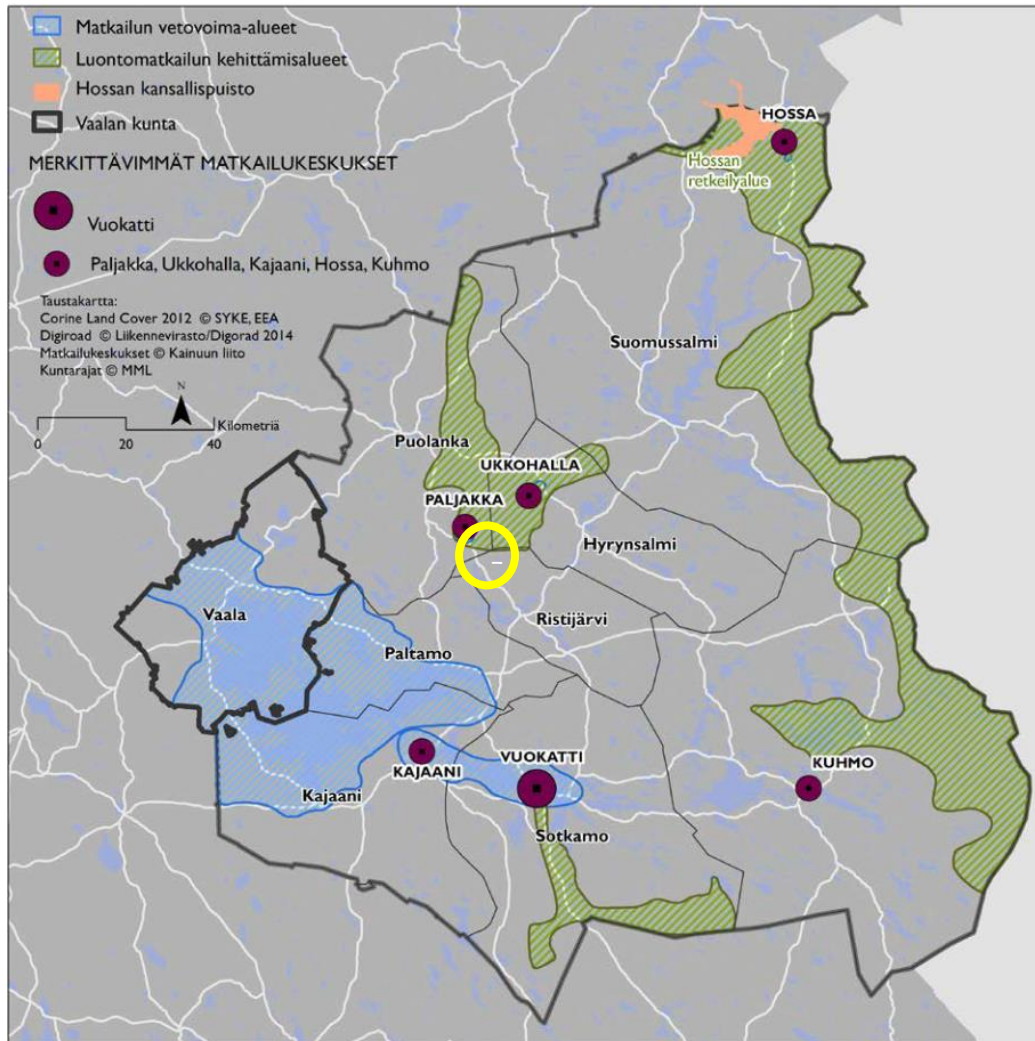 Matkailun vetovoima-alueet
Luontomatkailun kehittämisalueet
Hossan kansallispuisto
Vaalan kunta
MERKITTÄVIMMÄT MATKAILUKESKUKSET
Vuokatti
Paljakka, Ukkohalla, Kajaani, Hossa, Kuhmo
Taustakartta:
Corine Land Cover 2012 © SYKE, EEA
Digiroad © Liikennevirasto/Digorad 2014
Matkailukeskukset © Kainuun liito
Kuntarajat © MML
N
Kilometriä
0 20 40
HOSSA
Hossan
retkeilyalue
Suomussalmi
Puolanka
UKKOHALLA
PALJAKKA
Hyrynsalmi
Vaala
Ristijärvi
Paltamo
VUOKATTI
KAJAANI
KUHMO
Kajaani
Sotkamo